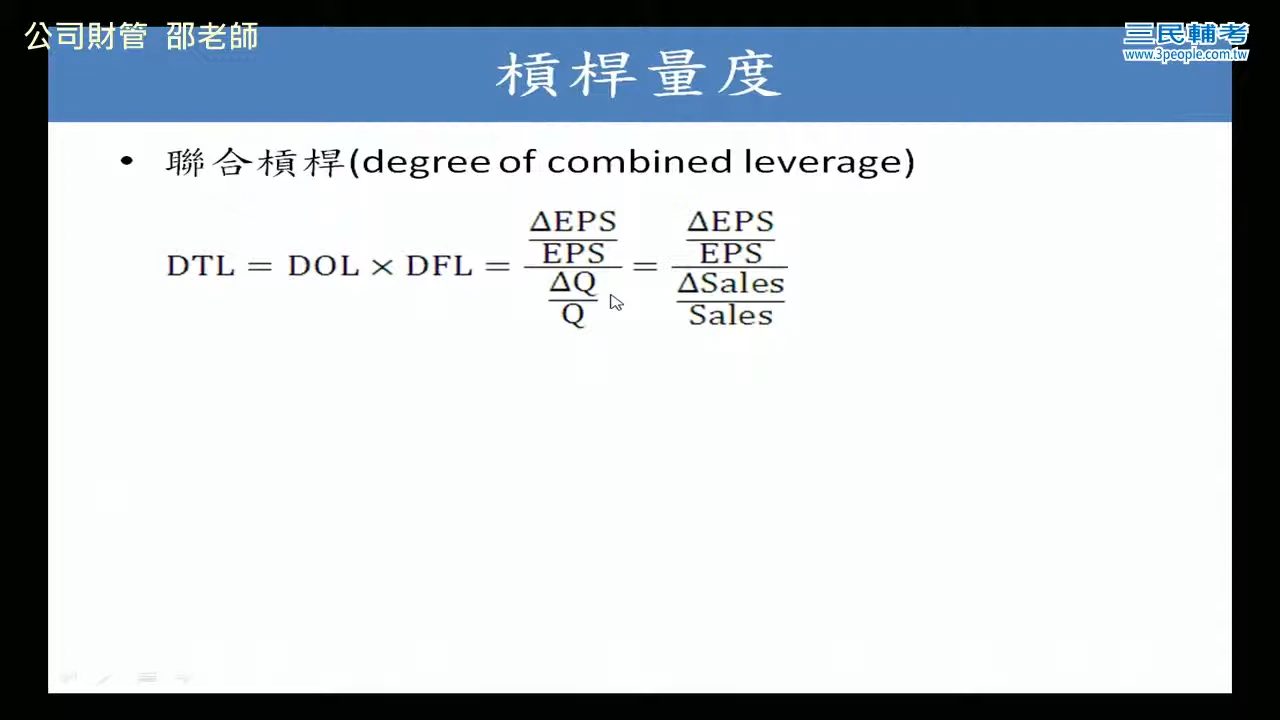 公司財管 邵老師
三民輔考
www.3people.com.tw
槓桿量度
• 聯合槓桿(degree of combined leverage)
DTL = DOL × DFL = (ΔEPS/EPS)/(ΔQ/Q) = (ΔEPS/EPS)/(ΔSales/Sales)